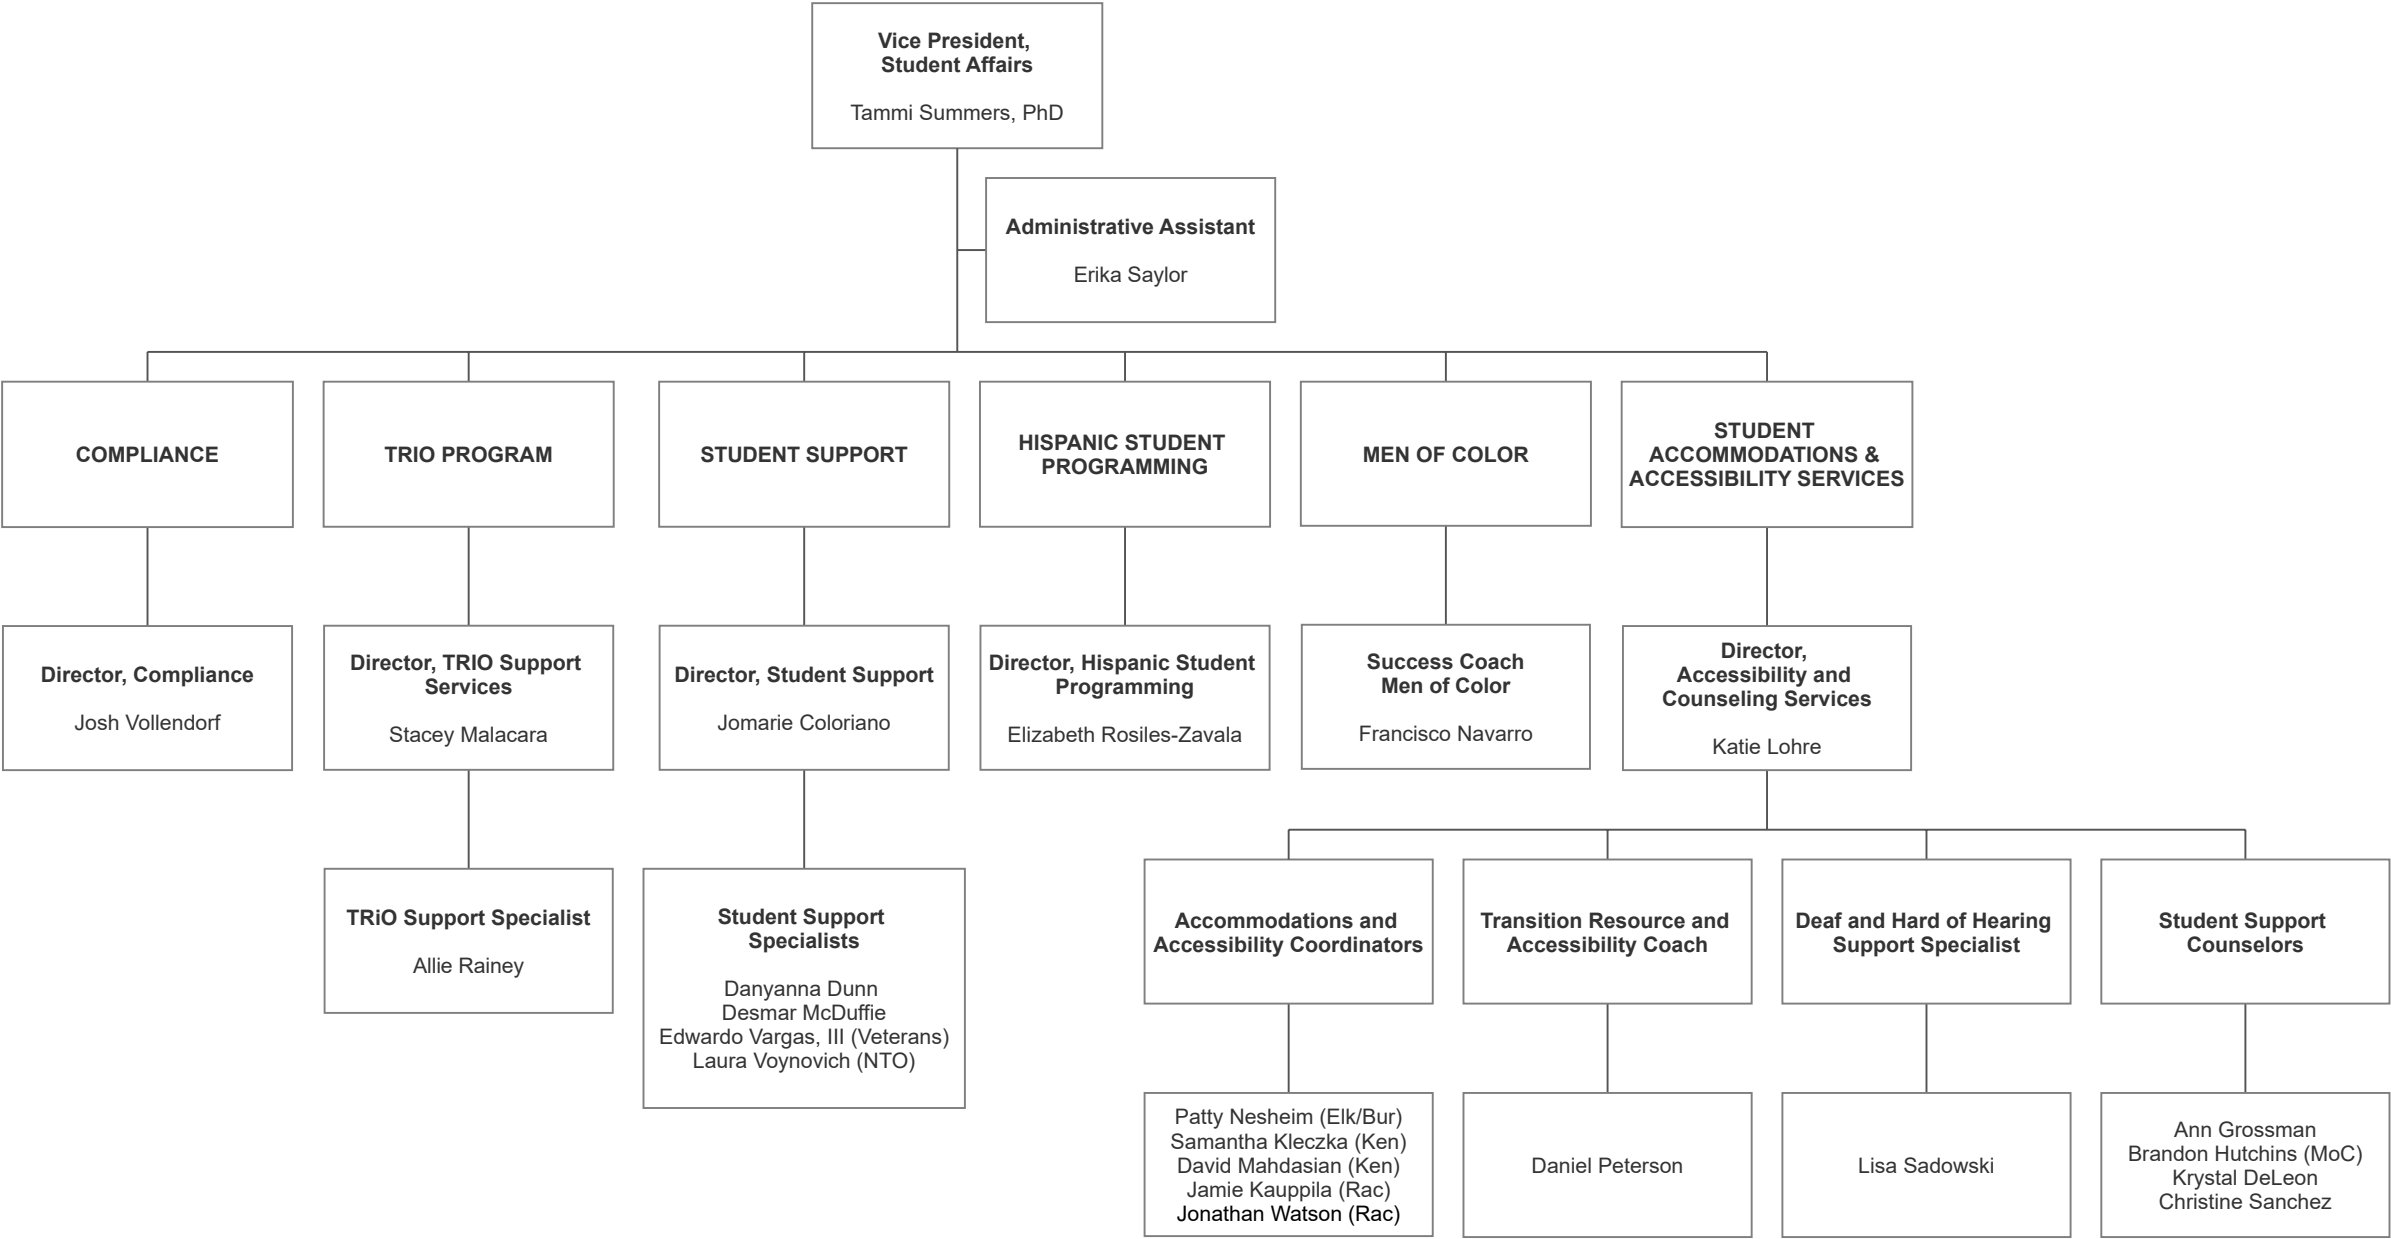 Vice President,
Student Affairs
Tammi Summers, PhD
Administrative Assistant
Erika Saylor
COMPLIANCE
TRIO PROGRAM
STUDENT SUPPORT
HISPANIC STUDENT
PROGRAMMING
MEN OF COLOR
STUDENT
ACCOMMODATIONS &
ACCESSIBILITY SERVICES
Director, Compliance
Josh Vollendorf
Director, TRIO Support
Services
Stacey Malacara
Director, Student Support
Jomarie Coloriano
Director, Hispanic Student
Programming
Elizabeth Rosiles-Zavala
Success Coach
Men of Color
Francisco Navarro
Director,
Accessibility and
Counseling Services
Katie Lohre
TRiO Support Specialist
Allie Rainey
Student Support
Specialists
Danyanna Dunn
Desmar McDuffie
Edwardo Vargas, III (Veterans)
Laura Voynovich (NTO)
Accommodations and
Accessibility Coordinators
Transition Resource and
Accessibility Coach
Deaf and Hard of Hearing
Support Specialist
Student Support
Counselors
Patty Nesheim (Elk/Bur)
Samantha Kleczka (Ken)
David Mahdasian (Ken)
Jamie Kauppila (Rac)
Jonathan Watson (Rac)
Daniel Peterson
Lisa Sadowski
Ann Grossman
Brandon Hutchins (MoC)
Krystal DeLeon
Christine Sanchez